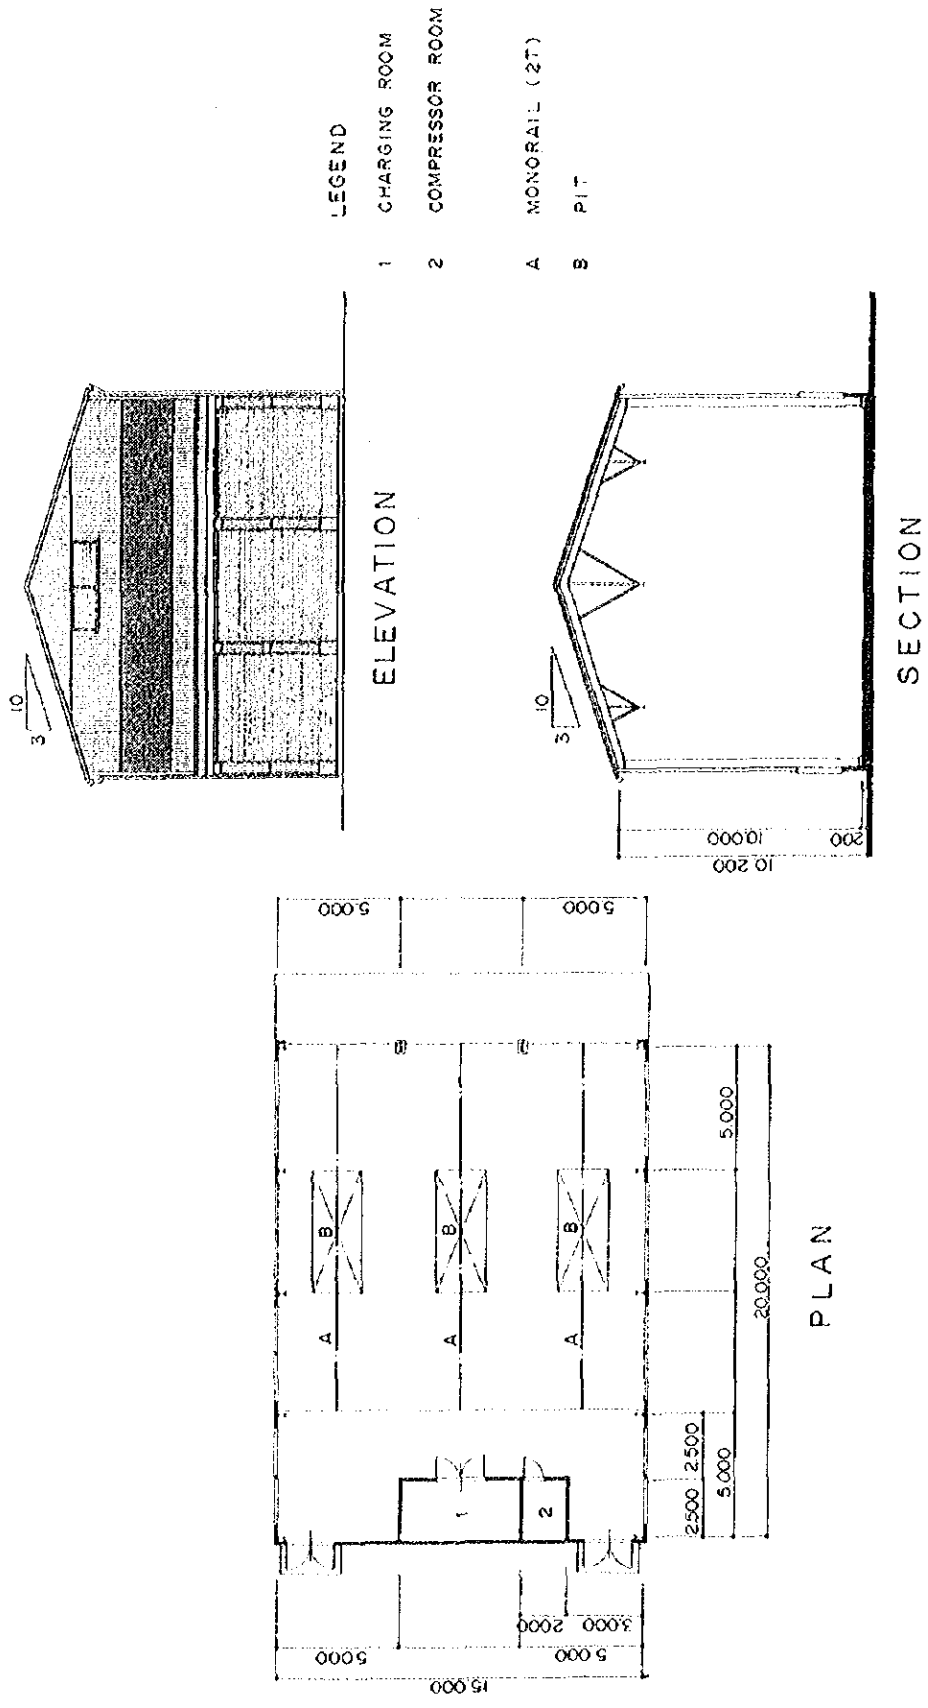 LEGEND
1 CHARGING ROOM
2 COMPRESSOR ROOM
A MONORAIL (2T)
B PIT
10
3
ELEVATION
10
3
10.000
200
10.200
SECTION
5.000
5.000
B
B
B
A
A
A
1
2
5.000
20.000
2.500
2.500
5.000
5.000
2000
3.000
5.000
15.000
PLAN